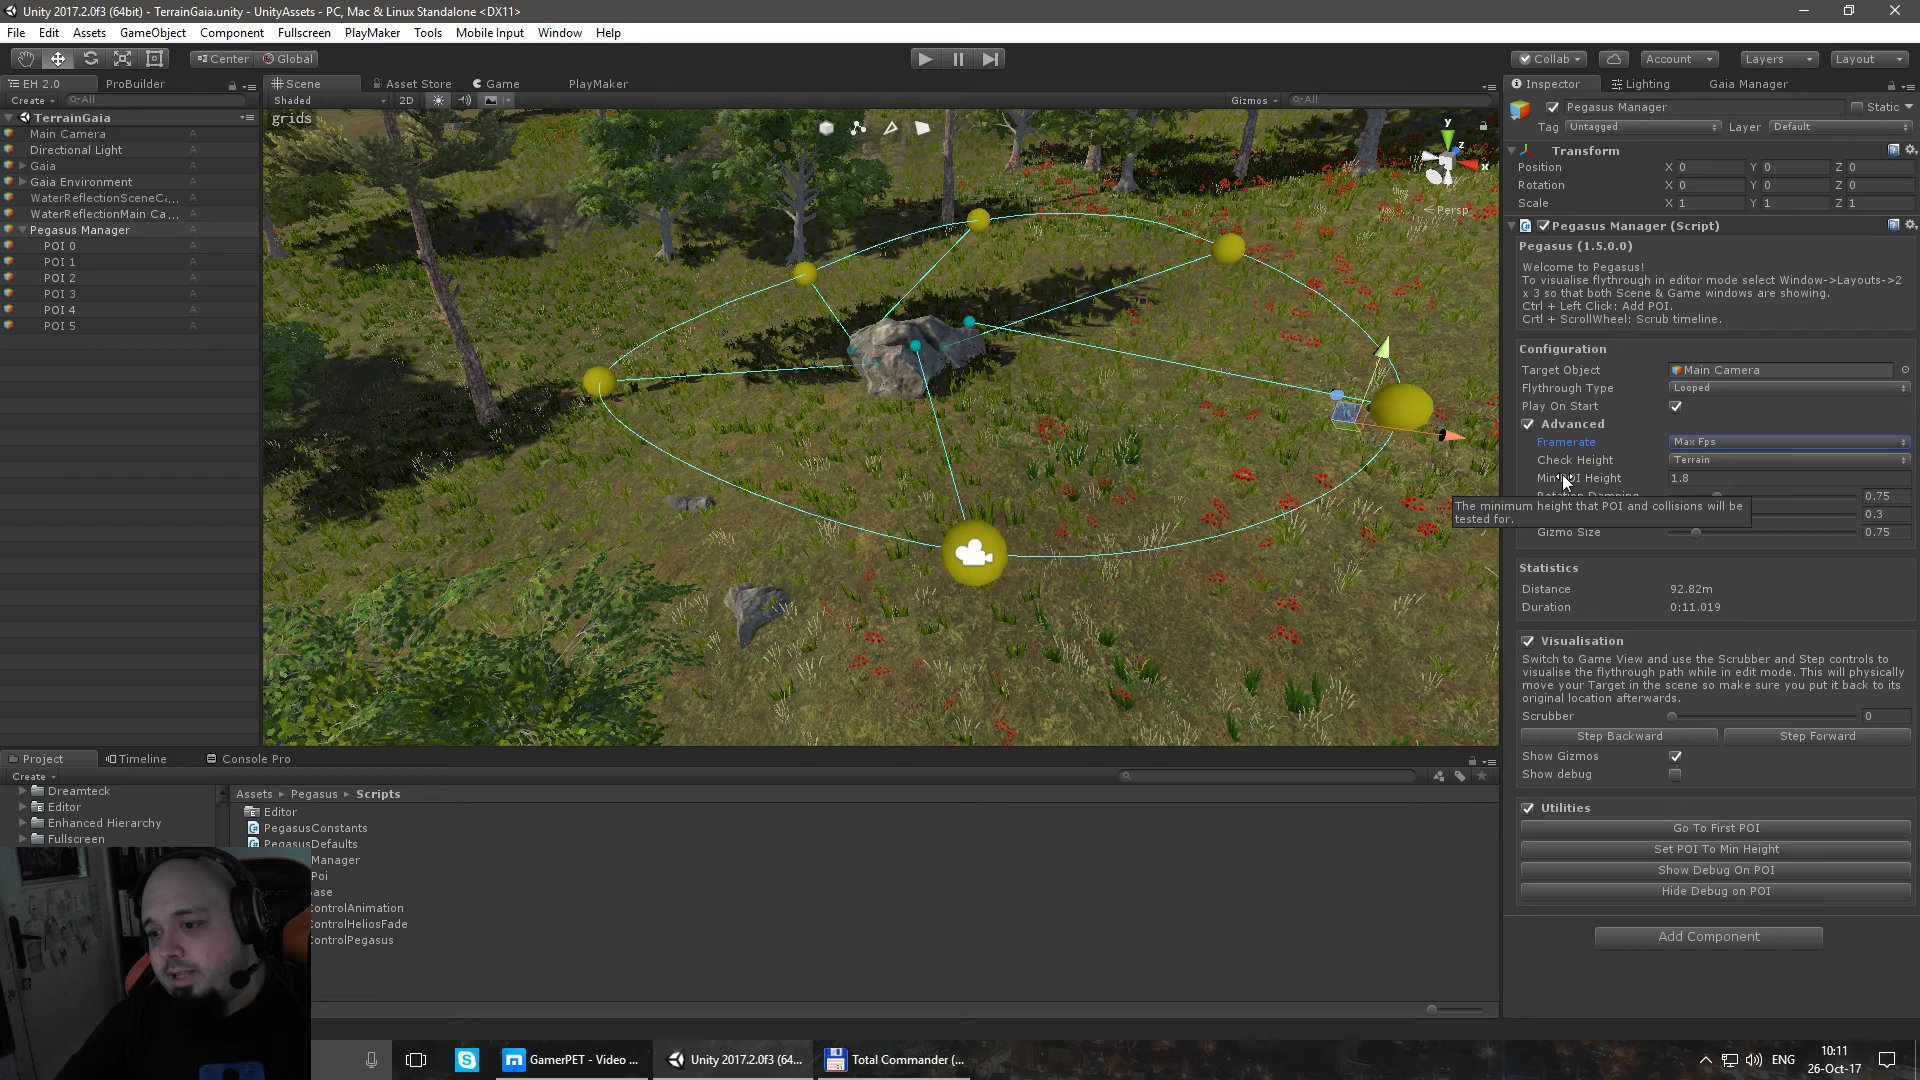 Unity 2017.2.0f3 (64bit) - TerrainGaia.unity - UnityAssets - PC, Mac & Linux Standalone <DX11>
File Edit Assets GameObject Component Fullscreen PlayMaker Tools Mobile Input Window Help
Center Global Collab Account Layers Layout
EH 2.0 ProBuilder Scene Asset Store Game PlayMaker Inspector Lighting Gaia Manager
Create All Shaded 2D Gizmos All
TerrainGaia
Main Camera A
Directional Light A
Gaia A
Gaia Environment A
WaterReflectionSceneCa... A
WaterReflectionMain Ca... A
Pegasus Manager A
POI 0 A
POI 1 A
POI 2 A
POI 3 A
POI 4 A
POI 5 A
grids
y
z
x
Persp
Pegasus Manager Static
Tag Untagged Layer Default
Transform
Position X 0 Y 0 Z 0
Rotation X 0 Y 0 Z 0
Scale X 1 Y 1 Z 1
Pegasus Manager (Script)
Pegasus (1.5.0.0)
Welcome to Pegasus!
To visualise flythrough in editor mode select Window->Layouts->2
x 3 so that both Scene & Game windows are showing.
Ctrl + Left Click: Add POI.
Crtl + ScrollWheel: Scrub timeline.
Configuration
Target Object Main Camera
Flythrough Type Looped
Play On Start
Advanced
Framerate Max Fps
Check Height Terrain
Min POI Height 1.8
Rotation Damping 0.75
0.3
The minimum height that POI and collisions will be
tested for.
Gizmo Size 0.75
Statistics
Distance 92.82m
Duration 0:11.019
Visualisation
Switch to Game View and use the Scrubber and Step controls to
visualise the flythrough path while in edit mode. This will physically
move your Target in the scene so make sure you put it back to its
original location afterwards.
Scrubber 0
Step Backward Step Forward
Show Gizmos
Show debug
Utilities
Go To First POI
Set POI To Min Height
Show Debug On POI
Hide Debug on POI
Add Component
Project Timeline Console Pro
Create
Dreamteck
Editor
Enhanced Hierarchy
Fullscreen
Assets Pegasus Scripts
Editor
PegasusConstants
PegasusDefaults
Manager
Poi
ase
ControlAnimation
ControlHeliosFade
ControlPegasus
GamerPET - Video ... Unity 2017.2.0f3 (64... Total Commander (... ENG 10:11
26-Oct-17